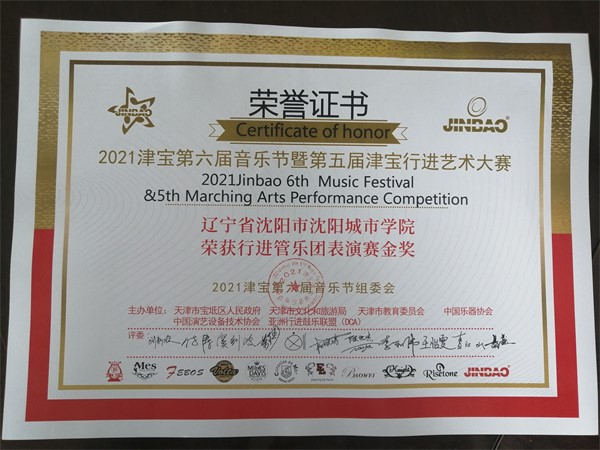 JINBAO
荣誉证书
JINBAO®
Certificate of honor
2021津宝第六届音乐节暨第五届津宝行进艺术大赛
2021Jinbao 6th Music Festival
&5th Marching Arts Performance Competition
辽宁省沈阳市沈阳城市学院
荣获行进管乐团表演赛金奖
2021津宝第六届音乐节组委会
主办单位： 天津市宝坻区人民政府 天津市文化和旅游局 天津市教育委员会 中国乐器协会
中国演艺设备技术协会 亚洲行进鼓乐联盟（DCA）
评委：
Mes FEBOS Knight Risetone JINBAO